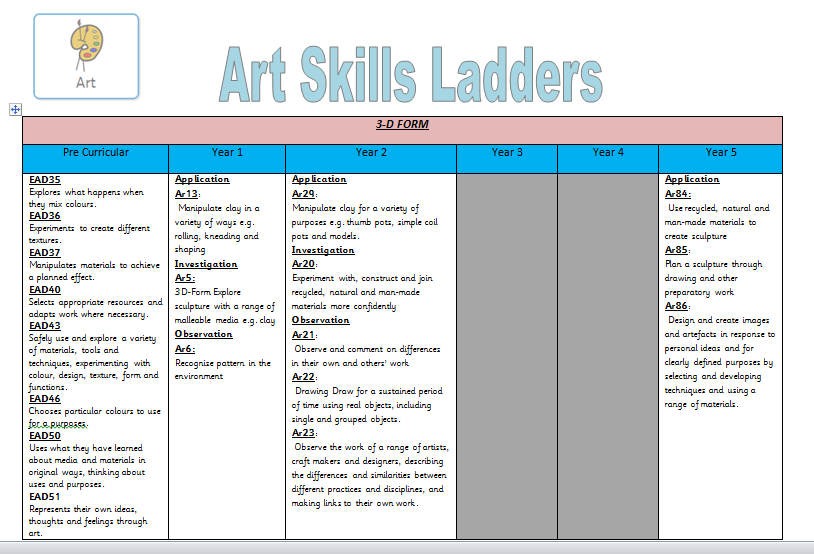 Art
Art Skills Ladders
3-D FORM
Pre Curricular
Year 1
Year 2
Year 3
Year 4
Year 5
EAD35
Explores what happens when
they mix colours.
EAD36
Experiments to create different
textures.
EAD37
Manipulates materials to achieve
a planned effect.
EAD40
Selects appropriate resources and
adapts work where necessary.
EAD43
Safely use and explore a variety
of materials, tools and
techniques, experimenting with
colour, design, texture, form and
functions.
EAD46
Chooses particular colours to use
for a purposes.
EAD50
Uses what they have learned
about media and materials in
original ways, thinking about
uses and purposes.
EAD51
Represents their own ideas,
thoughts and feelings through
art.
Application
Ar13:
Manipulate clay in a
variety of ways e.g.
rolling, kneading and
shaping
Investigation
Ar5:
3D-Form Explore
sculpture with a range of
malleable media e.g. clay
Observation
Ar6:
Recognise pattern in the
environment
Application
Ar29:
Manipulate clay for a variety of
purposes e.g. thumb pots, simple coil
pots and models.
Investigation
Ar20:
Experiment with, construct and join
recycled, natural and man-made
materials more confidently
Observation
Ar21:
Observe and comment on differences
in their own and others' work
Ar22:
Drawing Draw for a sustained period
of time using real objects, including
single and grouped objects.
Ar23:
Observe the work of a range of artists,
craft makers and designers, describing
the differences and similarities between
different practices and disciplines, and
making links to their own work.
Application
Ar84:
Use recycled, natural and
man-made materials to
create sculpture
Ar85:
Plan a sculpture through
drawing and other
preparatory work
Ar86:
Design and create images
and artefacts in response to
personal ideas and for
clearly defined purposes by
selecting and developing
techniques and using a
range of materials.